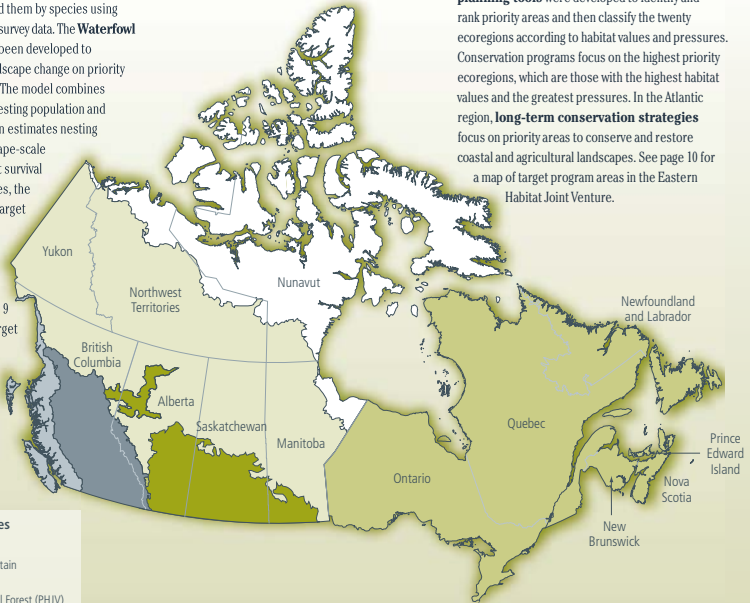 d them by species using
survey data. The Waterfowl
been developed to
dscape change on priority
The model combines
esting population and
n estimates nesting
ape-scale
t survival
es, the
arget
9
rget
rank priority areas and then classify the twenty
ecoregions according to habitat values and pressures.
Conservation programs focus on the highest priority
ecoregions, which are those with the highest habitat
values and the greatest pressures. In the Atlantic
region, long-term conservation strategies
focus on priority areas to conserve and restore
coastal and agricultural landscapes. See page 10 for
a map of target program areas in the Eastern
Habitat Joint Venture.
Yukon
Northwest
Territories
Nunavut
British
Columbia
Alberta
Saskatchewan
Manitoba
Ontario
Quebec
Newfoundland
and Labrador
Prince
Edward
Island
Nova
Scotia
New
Brunswick
es
tain
l Forest (PHJV)